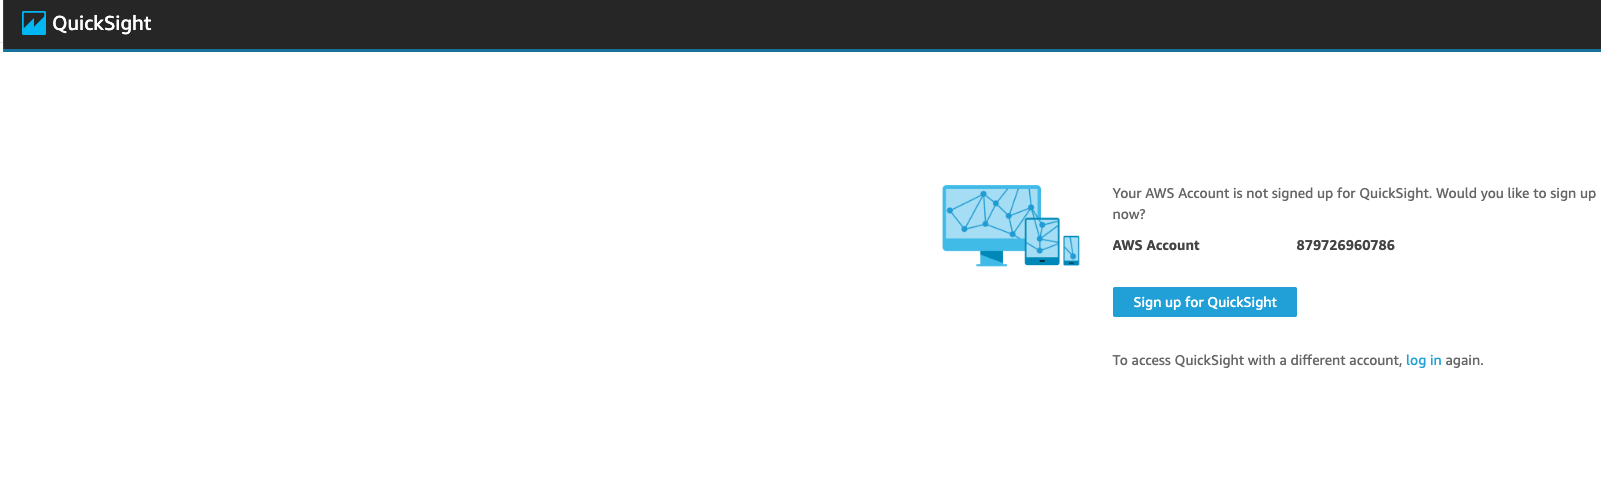 QuickSight
Your AWS Account is not signed up for QuickSight. Would you like to sign up
now?
AWS Account 879726960786
Sign up for QuickSight
To access QuickSight with a different account, log in again.